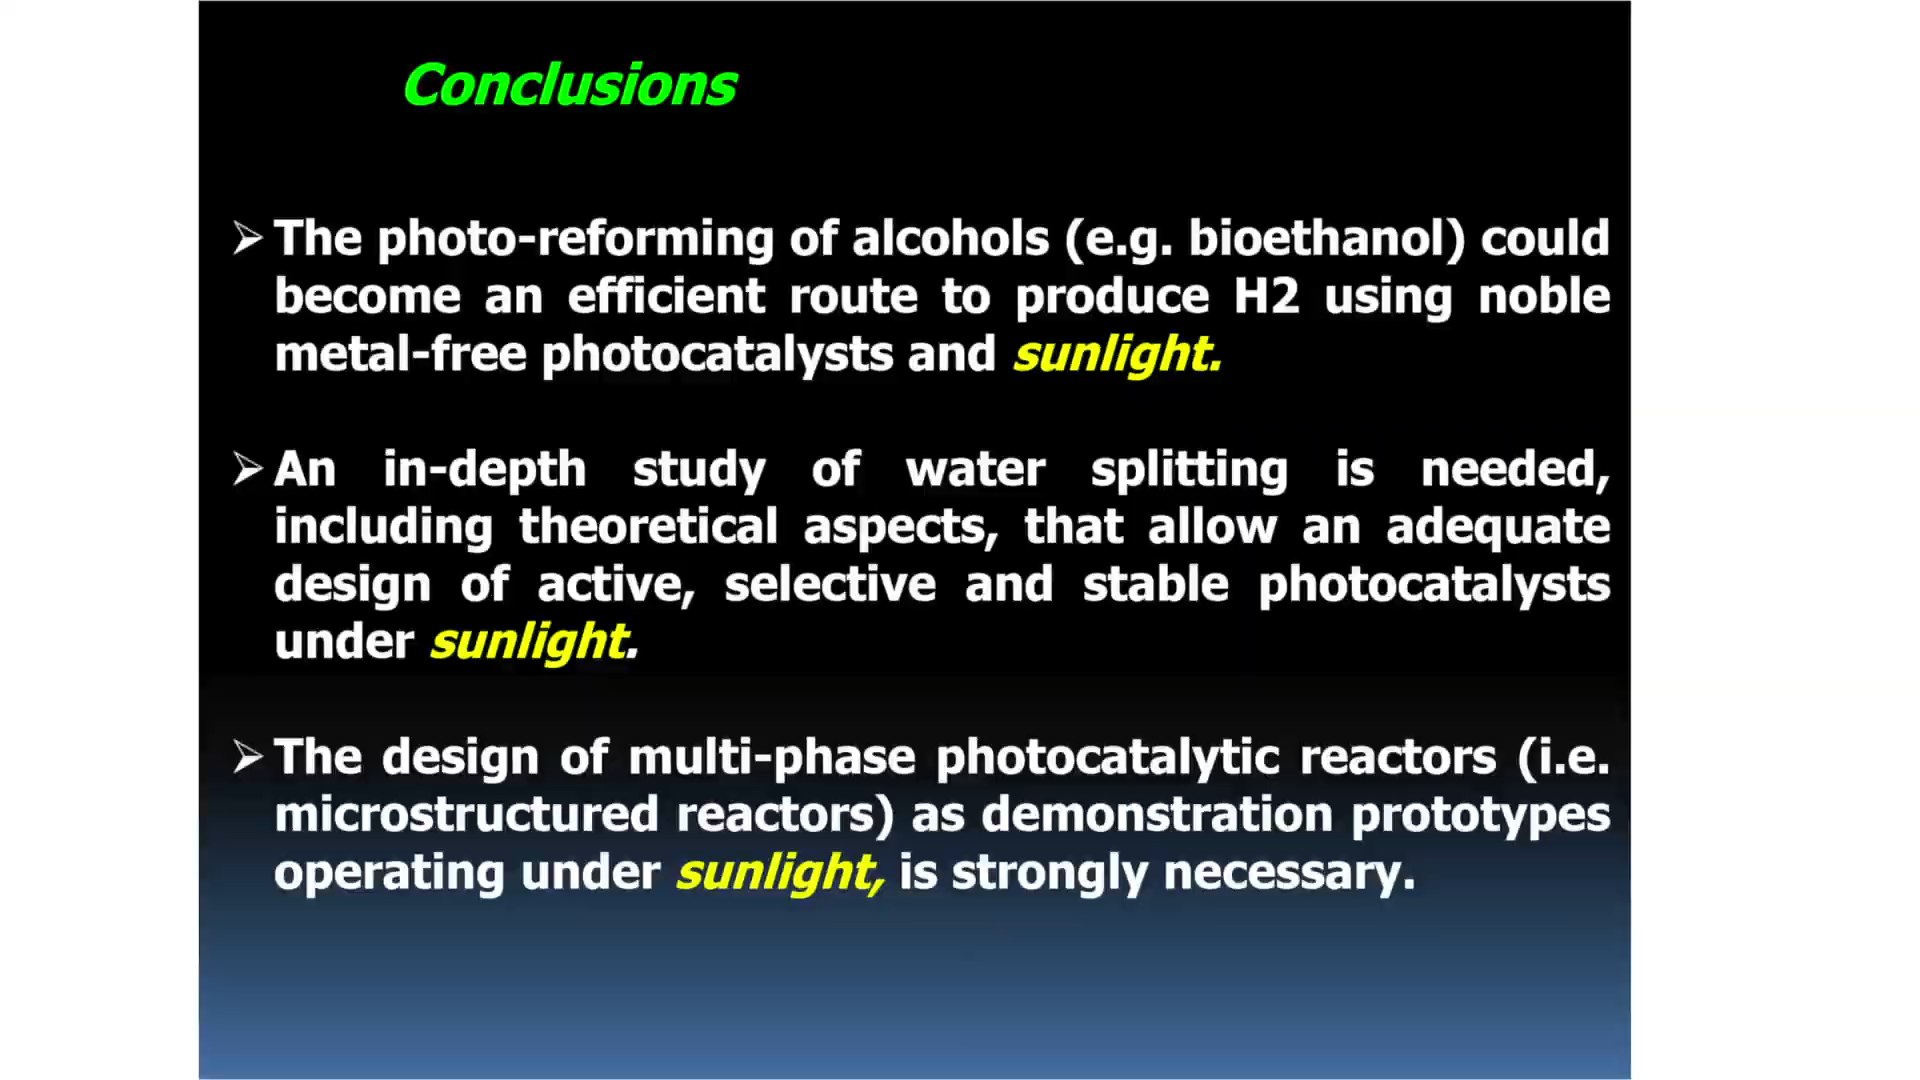 Conclusions
➢ The photo-reforming of alcohols (e.g. bioethanol) could
become an efficient route to produce H2 using noble
metal-free photocatalysts and sunlight.
➢ An in-depth study of water splitting is needed,
including theoretical aspects, that allow an adequate
design of active, selective and stable photocatalysts
under sunlight.
➢ The design of multi-phase photocatalytic reactors (i.e.
microstructured reactors) as demonstration prototypes
operating under sunlight, is strongly necessary.